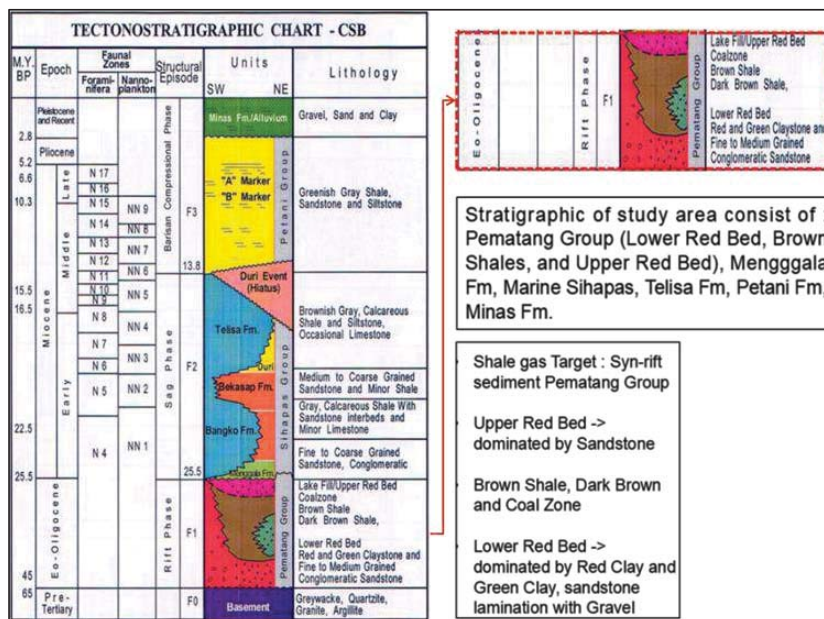 TECTONOSTRATIGRAPHIC CHART - CSB
M.Y. BP
Epoch
Faunal Zones
Forami-nifera
Nanno-plankton
Structural Episode
Units
SW NE
Lithology
Pleistocene and Recent
Minas Fm./Alluvium
Gravel, Sand and Clay
2.8
Pliocene
5.2
6.6
10.3
13.8
15.5
16.5
22.5
25.5
25.5
45
65
Miocene
Late
Middle
Early
N 17
N 16
N 15
N 14
N 13
N 12
N 11
N 10
N 9
N 8
N 7
N 6
N 5
N 4
NN 9
NN 8
NN 7
NN 6
NN 5
NN 4
NN 3
NN 2
NN 1
Barisan Compressional Phase
F3
Sag Phase
F2
"A" Marker
"B" Marker
Petani Group
Greenish Gray Shale,
Sandstone and Siltstone
Duri Event
(Hiatus)
Telisa Fm.
Brownish Gray, Calcareous
Shale and Siltstone,
Occasional Limestone
Duri
Bekasap Fm.
Sihapas Group
Medium to Coarse Grained
Sandstone and Minor Shale
Bangko Fm.
Gray, Calcareous Shale With
Sandstone interbeds and
Minor Limestone
Fine to Coarse Grained
Sandstone, Conglomeratic
Menggala Fm.
Eo-Oligocene
Rift Phase
F1
Pematang Group
Lake Fill/Upper Red Bed
Coalzone
Brown Shale
Dark Brown Shale,
Lower Red Bed
Red and Green Claystone and
Fine to Medium Grained
Conglomeratic Sandstone
Pre-Tertiary
F0
Basement
Greywacke, Quartzite,
Granite, Argillite
Eo-Oligocene
Rift Phase
F1
Pematang Group
Lake Fill/Upper Red Bed
Coalzone
Brown Shale
Dark Brown Shale,
Lower Red Bed
Red and Green Claystone and
Fine to Medium Grained
Conglomeratic Sandstone
Stratigraphic of study area consist of :
Pematang Group (Lower Red Bed, Brown
Shales, and Upper Red Bed), Mengggala
Fm, Marine Sihapas, Telisa Fm, Petani Fm,
Minas Fm.
Shale gas Target : Syn-rift
sediment Pematang Group
Upper Red Bed ->
dominated by Sandstone
Brown Shale, Dark Brown
and Coal Zone
Lower Red Bed ->
dominated by Red Clay and
Green Clay, sandstone
lamination with Gravel